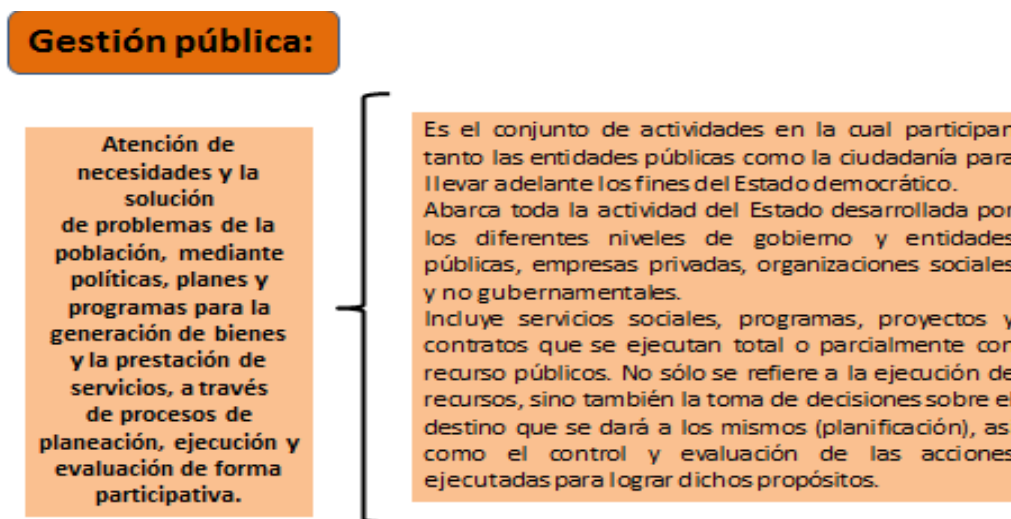 Gestión pública:
Atención de
necesidades y la
solución
de problemas de la
población, mediante
políticas, planes y
programas para la
generación de bienes
y la prestación de
servicios, a través
de procesos de
planeación, ejecución y
evaluación de forma
participativa.
Es el conjunto de actividades en la cual participan
tanto las entidades públicas como la ciudadanía para
llevar adelante los fines del Estado democrático.
Abarca toda la actividad del Estado desarrollada por
los diferentes niveles de gobierno y entidades
públicas, empresas privadas, organizaciones sociales
y no gubernamentales.
Incluye servicios sociales, programas, proyectos y
contratos que se ejecutan total o parcialmente con
recurso públicos. No sólo se refiere a la ejecución de
recursos, sino también la toma de decisiones sobre el
destino que se dará a los mismos (planificación), as
como el control y evaluación de las acciones
ejecutadas para lograr dichos propósitos.